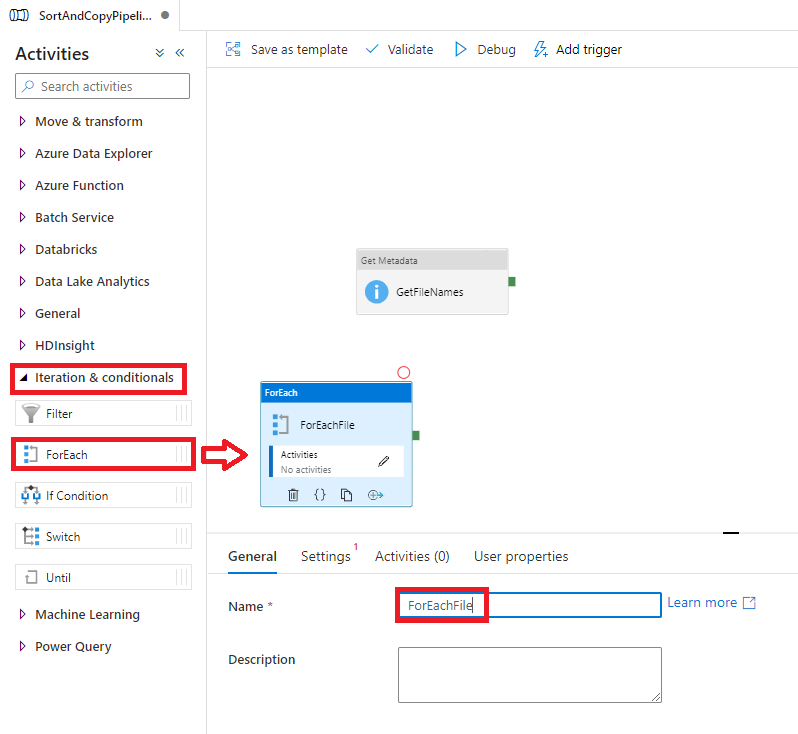 SortAndCopyPipeli...
Activities
Search activities
Move & transform
Azure Data Explorer
Azure Function
Batch Service
Databricks
Data Lake Analytics
General
HDInsight
Iteration & conditionals
Filter
ForEach
If Condition
Switch
Until
Machine Learning
Power Query
Save as template Validate Debug Add trigger
Get Metadata
GetFileNames
ForEach
ForEachFile
Activities
No activities
General Settings 1 Activities (0) User properties
Name * ForEachFile Learn more
Description